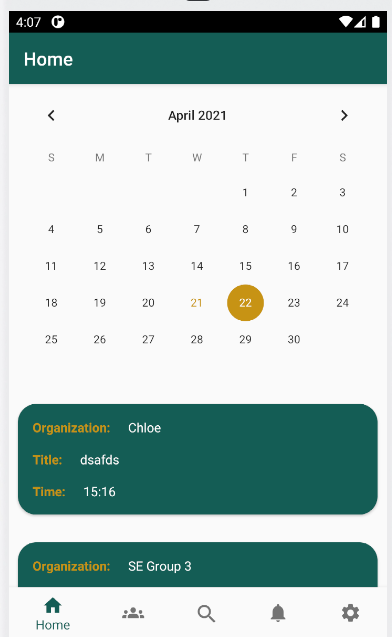 4:07
Home
April 2021
S M T W T F S
1 2 3
4 5 6 7 8 9 10
11 12 13 14 15 16 17
18 19 20 21 22 23 24
25 26 27 28 29 30
Organization: Chloe
Title: dsafds
Time: 15:16
Organization: SE Group 3
Home